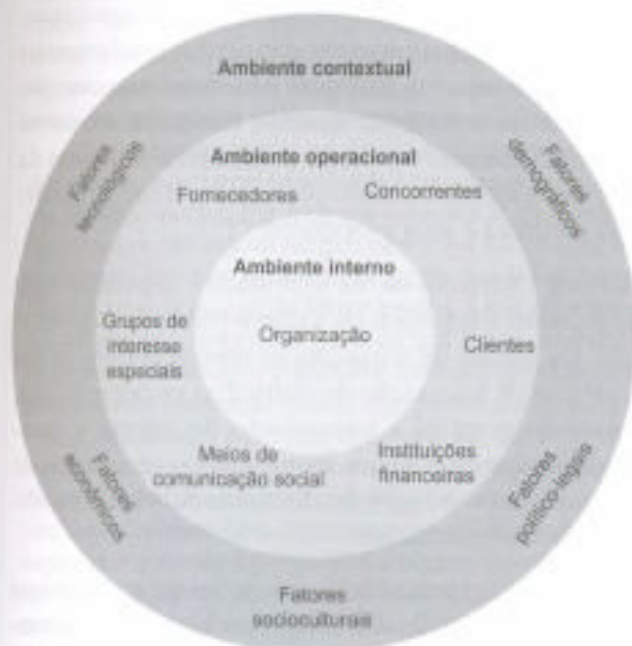 Ambiente contextual
Fatores
tecnológicos
Fatores
demográficos
Ambiente operacional
Fornecedores
Concorrentes
Ambiente interno
Organização
Grupos de
interesse
especiais
Clientes
Meios de
comunicação social
Instituições
financeiras
Fatores
econômicos
Fatores
político-legais
Fatores
socioculturais